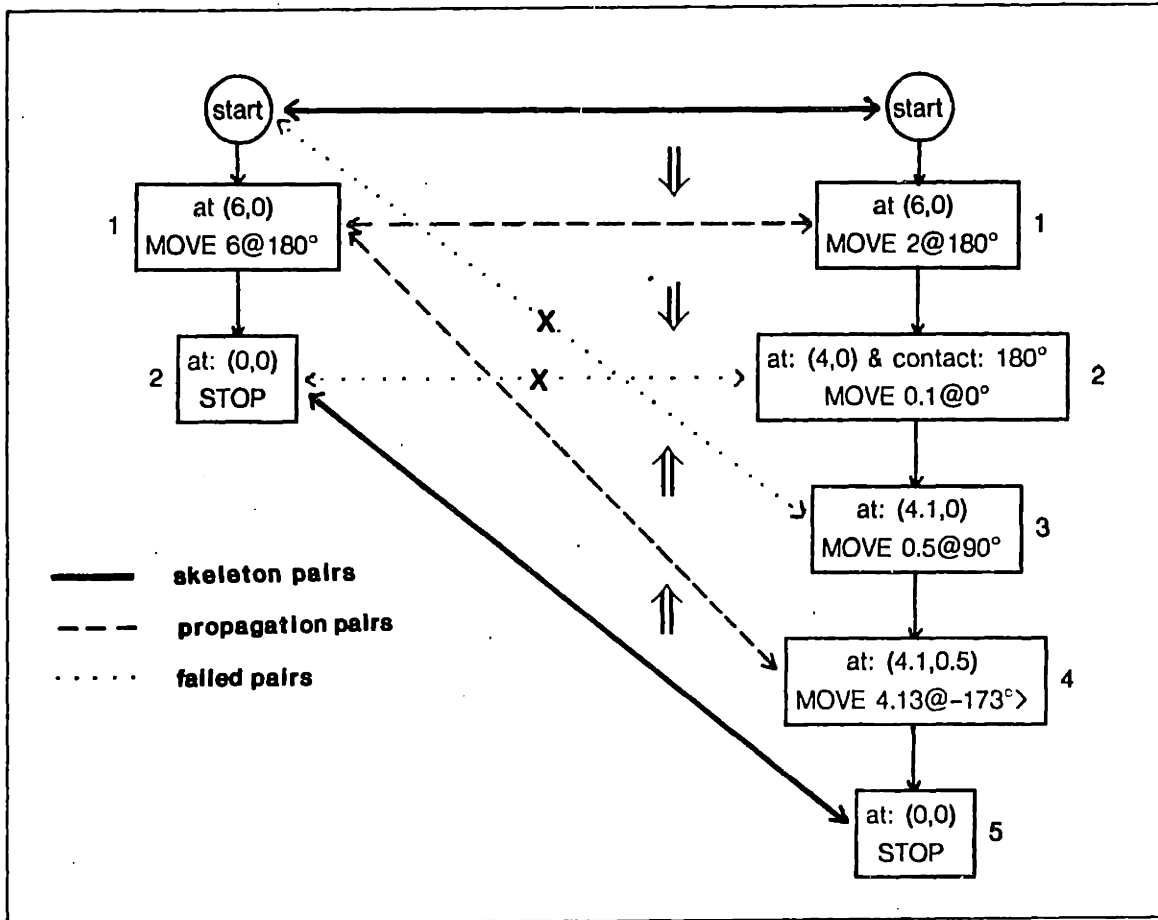 start
start
1
at (6,0)
MOVE 6@180°
at (6,0)
MOVE 2@180°
1
X
2
at: (0,0)
STOP
X
at: (4,0) & contact: 180°
MOVE 0.1@0°
2
at: (4.1,0)
MOVE 0.5@90°
3
skeleton pairs
propagation pairs
failed pairs
at: (4.1,0.5)
MOVE 4.13@-173°>
4
at: (0,0)
STOP
5